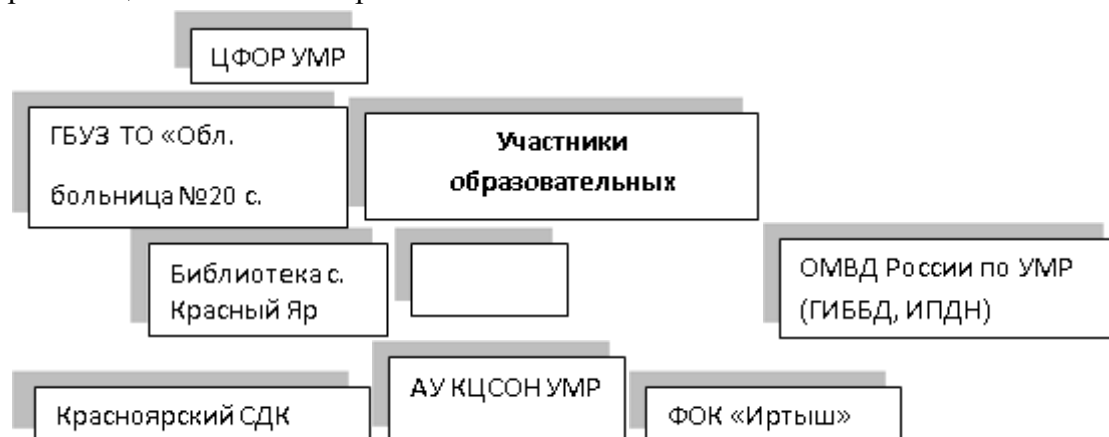 ЦФОР УМР
ГБУЗ ТО «Обл.
больница №20 с.
Участники
образовательных
Библиотека с.
Красный Яр
ОМВД России по УМР
(ГИББД, ИПДН)
Красноярский СДК
АУ КЦСОН УМР
ФОК «Иртыш»